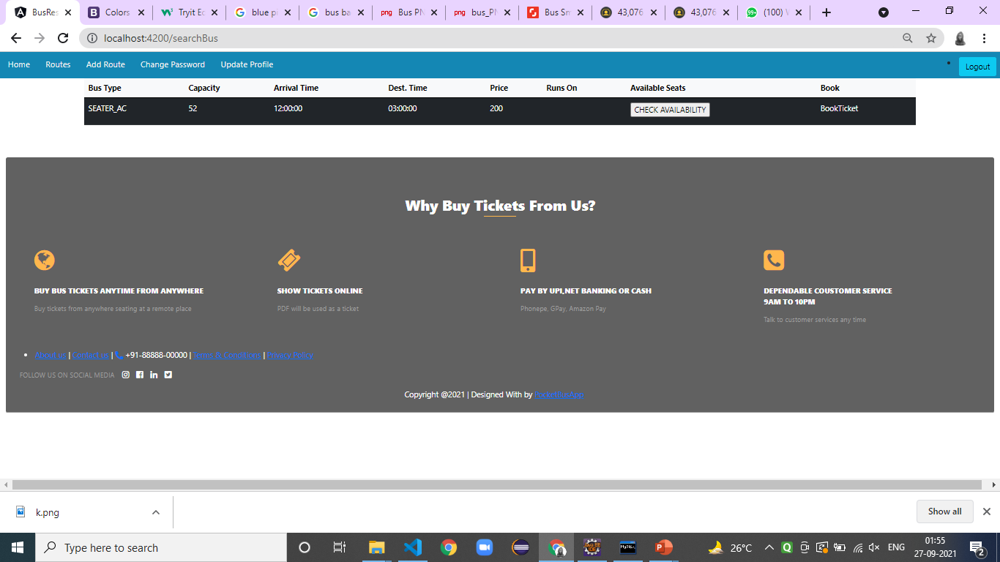 BusRes
Colors
Tryit Ec
blue pi
bus ba
Bus PN
bus_PN
Bus Sm
43,076
43,076
(100)
localhost:4200/searchBus
Home Routes Add Route Change Password Update Profile Logout
Bus Type Capacity Arrival Time Dest. Time Price Runs On Available Seats Book
SEATER_AC 52 12:00:00 03:00:00 200 CHECK AVAILABILITY BookTicket
Why Buy Tickets From Us?
BUY BUS TICKETS ANYTIME FROM ANYWHERE
Buy tickets from anywhere seating at a remote place
SHOW TICKETS ONLINE
PDF will be used as a ticket
PAY BY UPI,NET BANKING OR CASH
Phonepe, GPay, Amazon Pay
DEPENDABLE COUSTOMER SERVICE
9AM TO 10PM
Talk to customer services any time
About us | Contact us | +91-88888-00000 | Terms & Conditions | Privacy Policy
FOLLOW US ON SOCIAL MEDIA
Copyright @2021 | Designed With by
k.png
Show all
Type here to search
26°C
ENG
01:55
27-09-2021
2